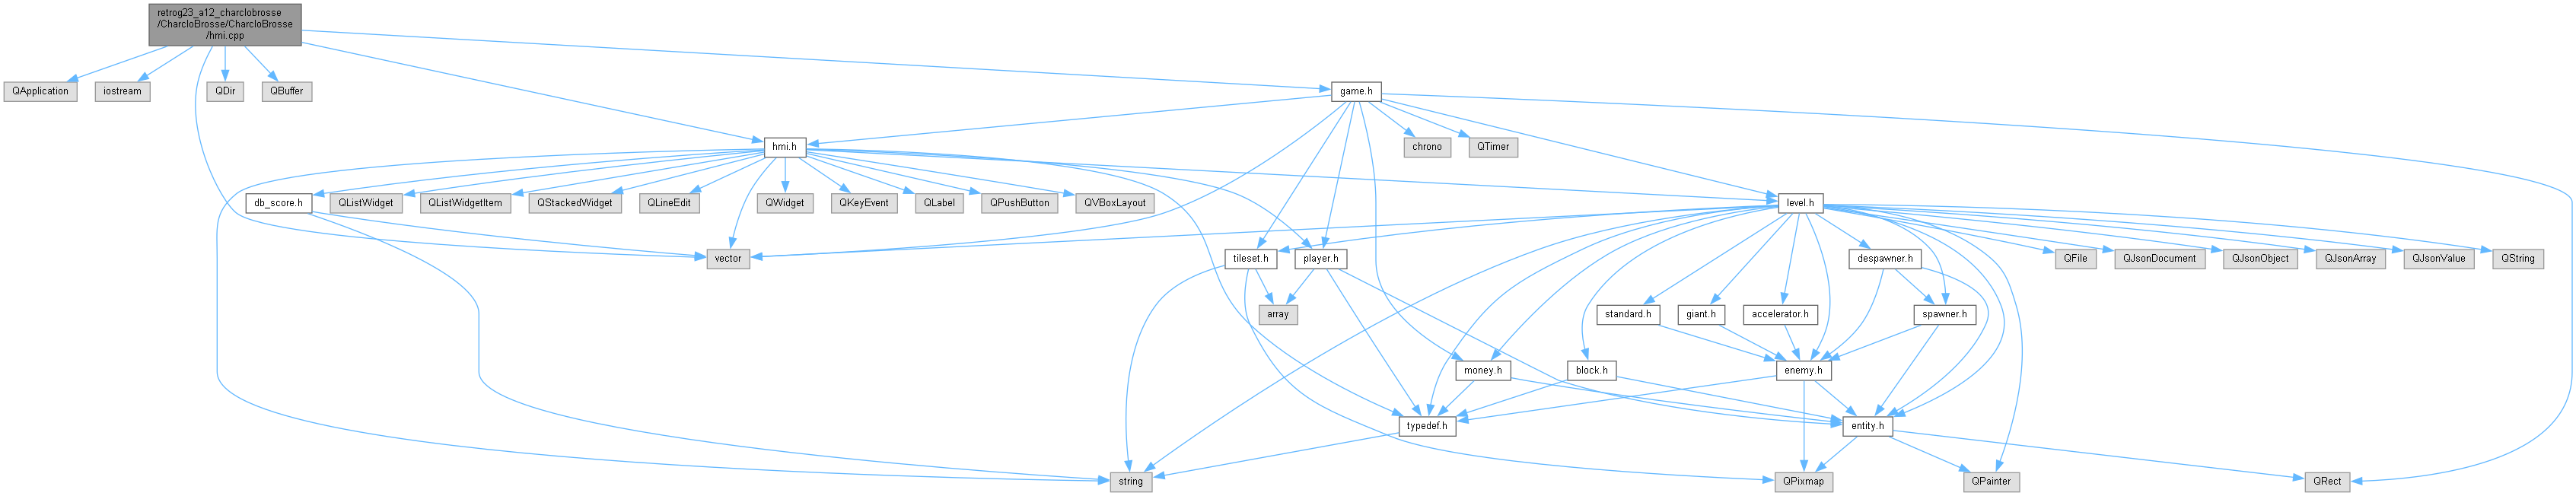 retrog23_a12_charclobrosse
/CharcloBrosse/CharcloBrosse
/hmi.cpp
game.h
QApplication
iostream
QDir
QBuffer
hmi.h
chrono
QTimer
db_score.h
QListWidget
QListWidgetItem
QStackedWidget
QLineEdit
QWidget
QKeyEvent
QLabel
QPushButton
QVBoxLayout
level.h
vector
tileset.h
player.h
despawner.h
QFile
QJsonDocument
QJsonObject
QJsonArray
QJsonValue
QString
array
standard.h
giant.h
accelerator.h
spawner.h
money.h
block.h
enemy.h
typedef.h
entity.h
string
QPixmap
QPainter
QRect